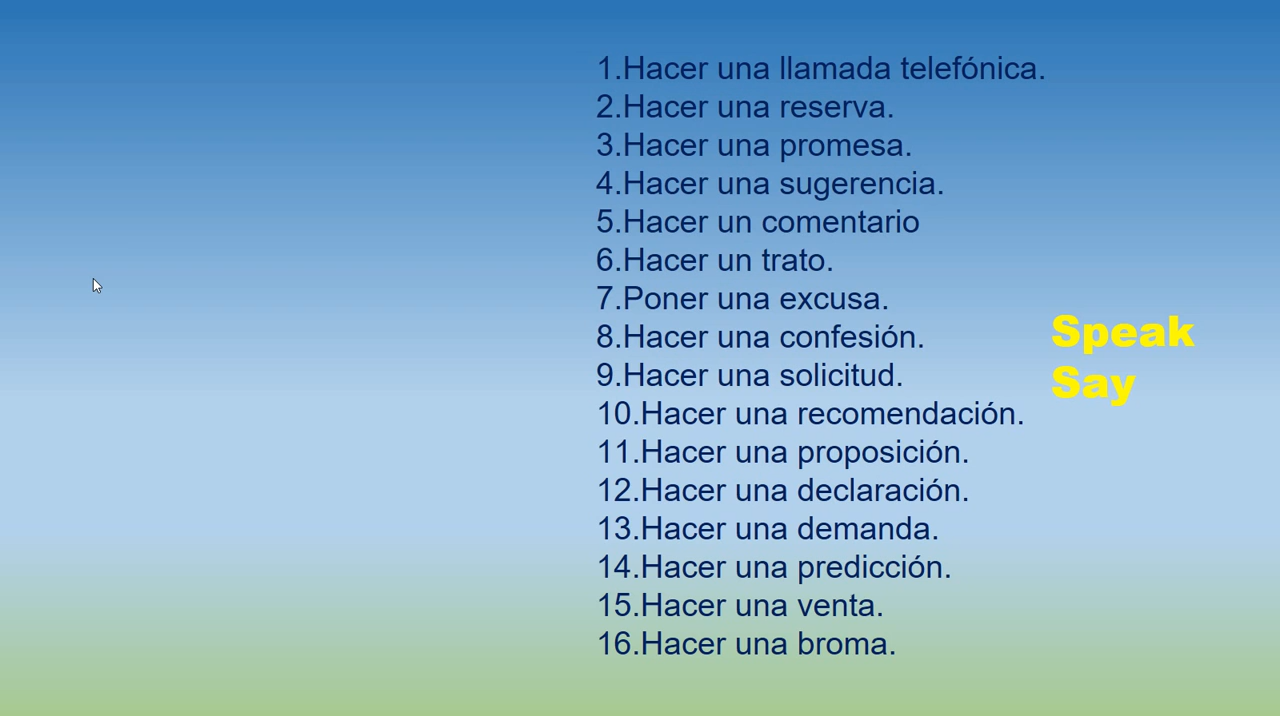 1.Hacer una llamada telefónica.
2.Hacer una reserva.
3.Hacer una promesa.
4.Hacer una sugerencia.
5.Hacer un comentario
6.Hacer un trato.
7.Poner una excusa.
8.Hacer una confesión.
9.Hacer una solicitud.
10.Hacer una recomendación.
11.Hacer una proposición.
12.Hacer una declaración.
13.Hacer una demanda.
14.Hacer una predicción.
15.Hacer una venta.
16.Hacer una broma.
Speak
Say